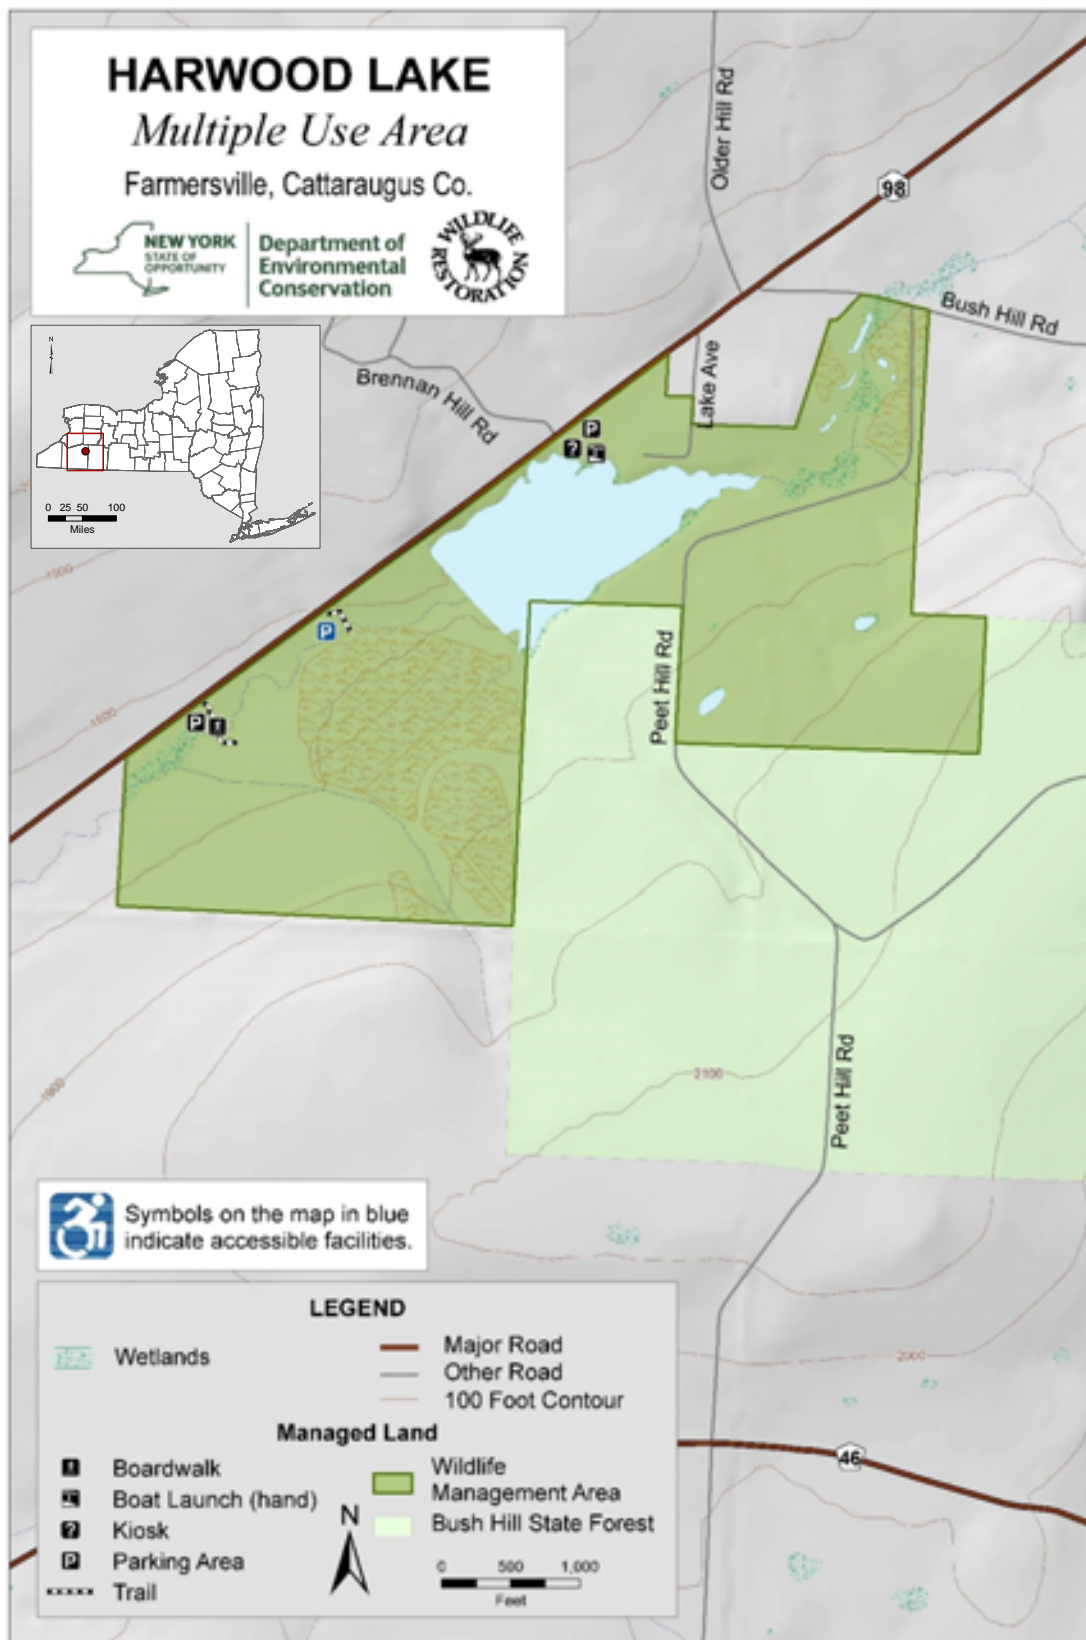 HARWOOD LAKE
Multiple Use Area
Farmersville, Cattaraugus Co.
NEW YORK
STATE OF
OPPORTUNITY
Department of
Environmental
Conservation
WILDLIFE
RESTORATION
N
0 25 50 100
Miles
Older Hill Rd
98
Bush Hill Rd
Brennan Hill Rd
Lake Ave
P
?
P
P
Peet Hill Rd
1900
1800
2100
1900
Peet Hill Rd
Symbols on the map in blue
indicate accessible facilities.
2000
46
LEGEND
Wetlands
Major Road
Other Road
100 Foot Contour
Managed Land
Boardwalk
Boat Launch (hand)
? Kiosk
P Parking Area
Trail
N
Wildlife
Management Area
Bush Hill State Forest
0 500 1,000
Feet